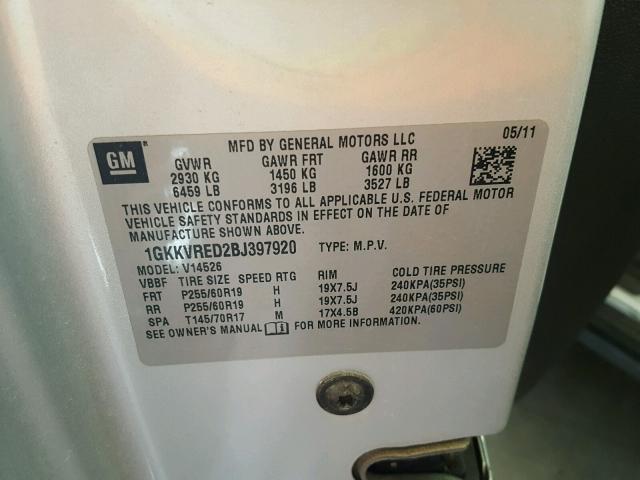 GM ® MFD BY GENERAL MOTORS LLC 05/11
GVWR GAWR FRT GAWR RR
2930 KG 1450 KG 1600 KG
6459 LB 3196 LB 3527 LB
THIS VEHICLE CONFORMS TO ALL APPLICABLE U.S. FEDERAL MOTOR
VEHICLE SAFETY STANDARDS IN EFFECT ON THE DATE OF
MANUFACTURE SHOWN ABOVE.
1GKKVRED2BJ397920 TYPE: M.P.V.
MODEL: V14526
VBBF TIRE SIZE SPEED RTG RIM COLD TIRE PRESSURE
FRT P255/60R19 H 19X7.5J 240KPA(35PSI)
RR P255/60R19 H 19X7.5J 240KPA(35PSI)
SPA T145/70R17 M 17X4.5B 420KPA(60PSI)
SEE OWNER'S MANUAL FOR MORE INFORMATION.